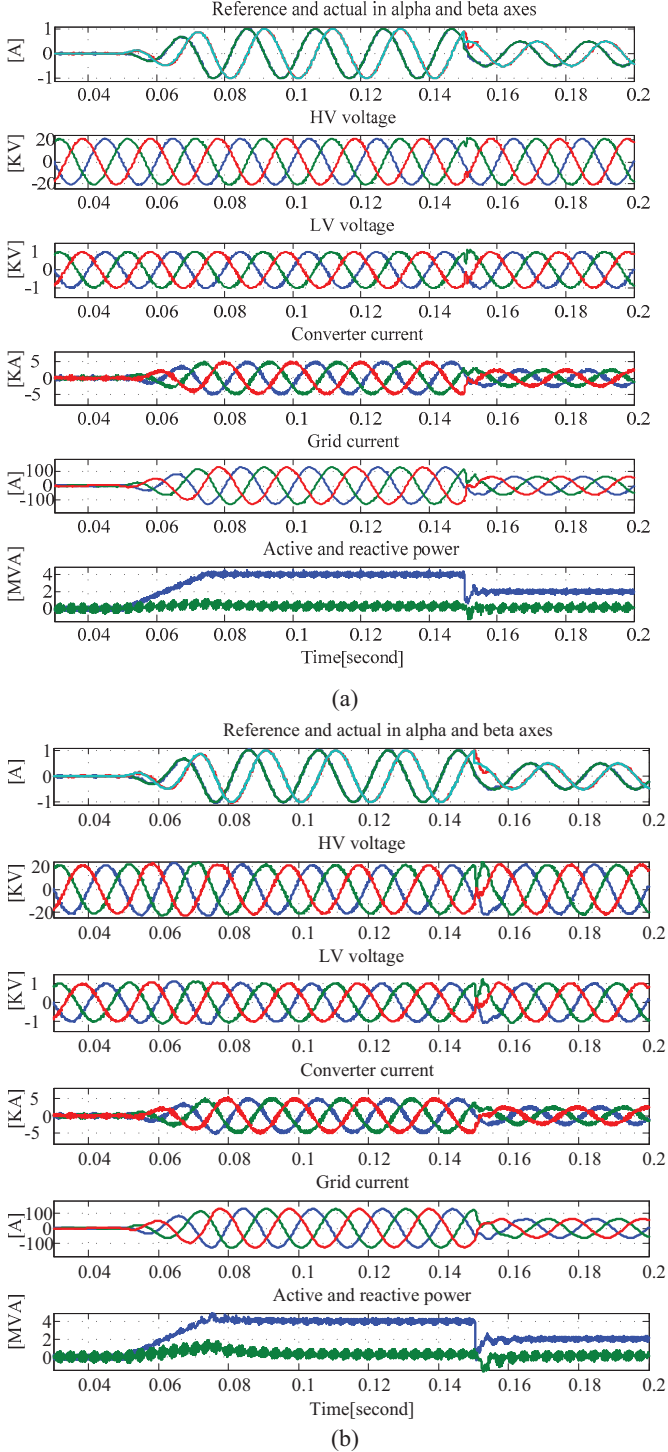 Reference and actual in alpha and beta axes
[A]
1
0
-1
0.04 0.06 0.08 0.1 0.12 0.14 0.16 0.18 0.2
HV voltage
[KV]
20
0
-20
0.04 0.06 0.08 0.1 0.12 0.14 0.16 0.18 0.2
LV voltage
[KV]
1
0
-1
0.04 0.06 0.08 0.1 0.12 0.14 0.16 0.18 0.2
Converter current
[KA]
5
0
-5
0.04 0.06 0.08 0.1 0.12 0.14 0.16 0.18 0.2
Grid current
[A]
100
0
-100
0.04 0.06 0.08 0.1 0.12 0.14 0.16 0.18 0.2
Active and reactive power
[MVA]
4
2
0
0.04 0.06 0.08 0.1 0.12 0.14 0.16 0.18 0.2
Time[second]
(a)
Reference and actual in alpha and beta axes
[A]
1
0
-1
0.04 0.06 0.08 0.1 0.12 0.14 0.16 0.18 0.2
HV voltage
[KV]
20
0
-20
0.04 0.06 0.08 0.1 0.12 0.14 0.16 0.18 0.2
LV voltage
[KV]
1
0
-1
0.04 0.06 0.08 0.1 0.12 0.14 0.16 0.18 0.2
Converter current
[KA]
5
0
-5
0.04 0.06 0.08 0.1 0.12 0.14 0.16 0.18 0.2
Grid current
[A]
100
0
-100
0.04 0.06 0.08 0.1 0.12 0.14 0.16 0.18 0.2
Active and reactive power
[MVA]
4
2
0
0.04 0.06 0.08 0.1 0.12 0.14 0.16 0.18 0.2
Time[second]
(b)